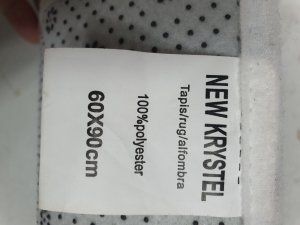 NEW KRYSTEL
Tapis/rug/alfombra
100%polyester
60X90cm